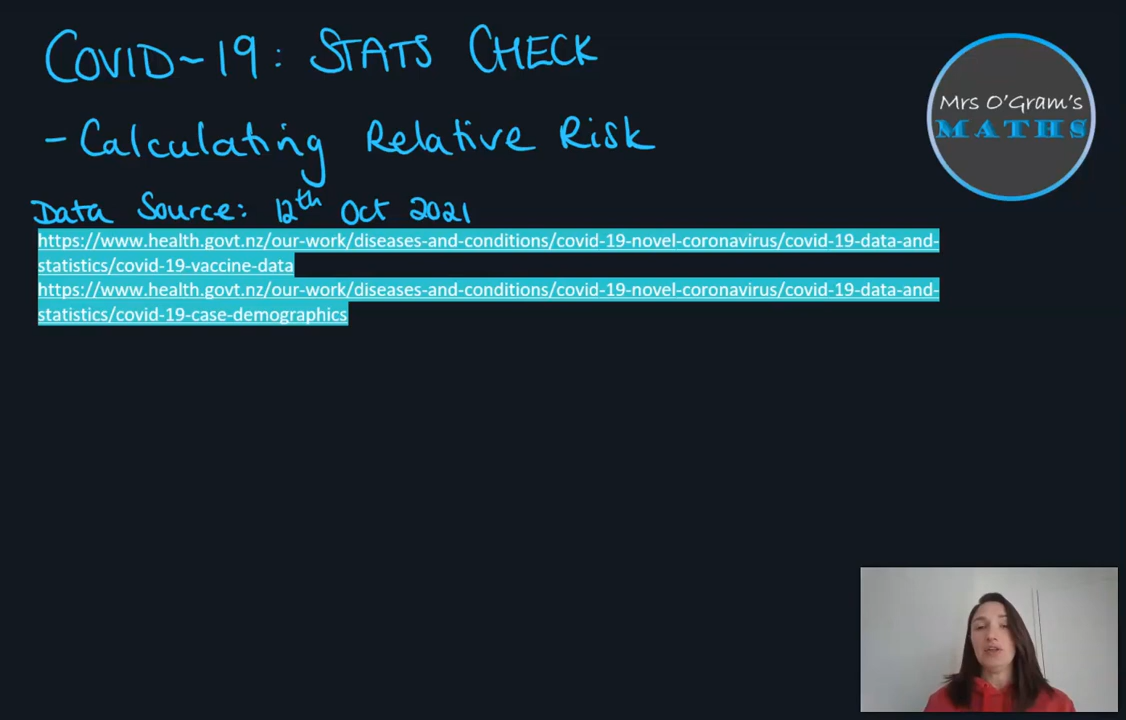 COVID-19: STATS CHECK
Mrs O'Gram's
MATHS
- Calculating Relative Risk
Data Source: 12th Oct 2021
https://www.health.govt.nz/our-work/diseases-and-conditions/covid-19-novel-coronavirus/covid-19-data-and-
statistics/covid-19-vaccine-data
https://www.health.govt.nz/our-work/diseases-and-conditions/covid-19-novel-coronavirus/covid-19-data-and-
statistics/covid-19-case-demographics